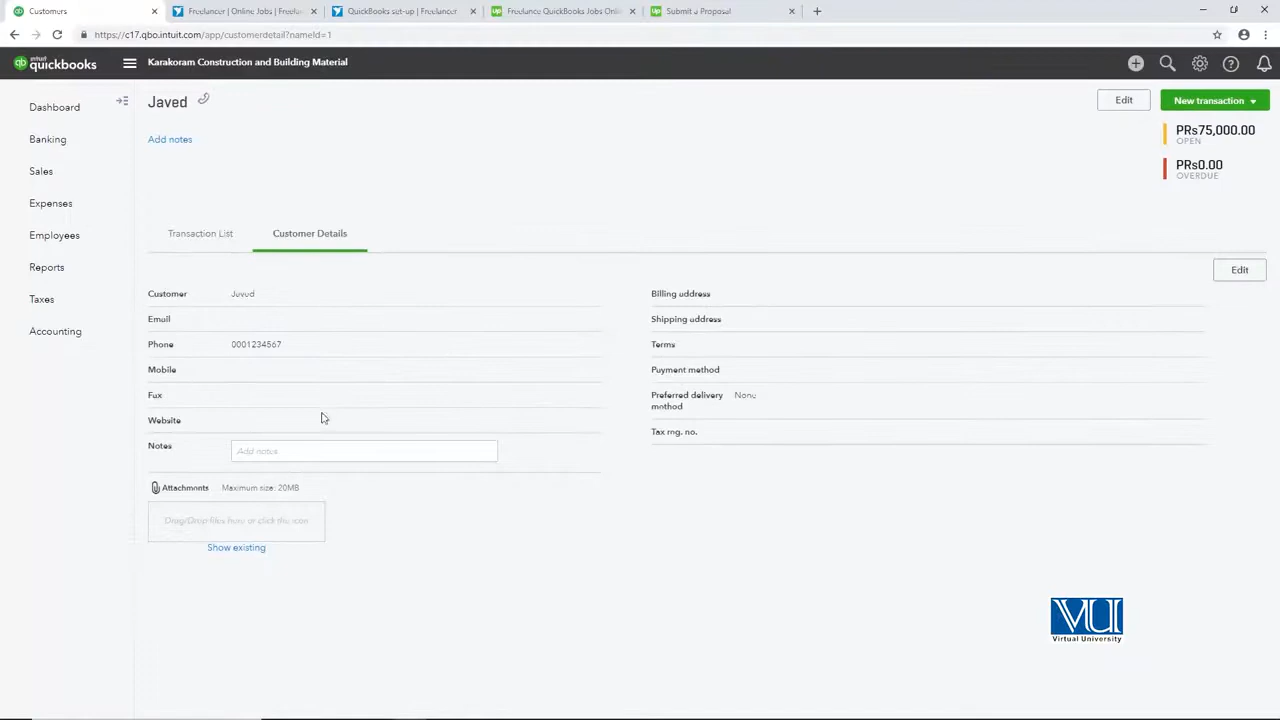 Customers
Freelancer | Online Jobs | Freelan
QuickBooks set-up | Freelancer
Freelance QuickBooks Jobs Onlin
Submit a Proposal
https://c17.qbo.intuit.com/app/customerdetail?nameId=1
qb intuit quickbooks
Karakoram Construction and Building Material
Dashboard
Banking
Sales
Expenses
Employees
Reports
Taxes
Accounting
Javed
Edit
New transaction
Add notes
PRs75,000.00
OPEN
PRs0.00
OVERDUE
Transaction List
Customer Details
Edit
Customer Javed
Email
Phone 0001234567
Mobile
Fax
Website
Notes Add notes
Attachments Maximum size: 20MB
Drag/Drop files here or click the icon
Show existing
Billing address
Shipping address
Terms
Payment method
Preferred delivery None
method
Tax reg. no.
VU
Virtual University